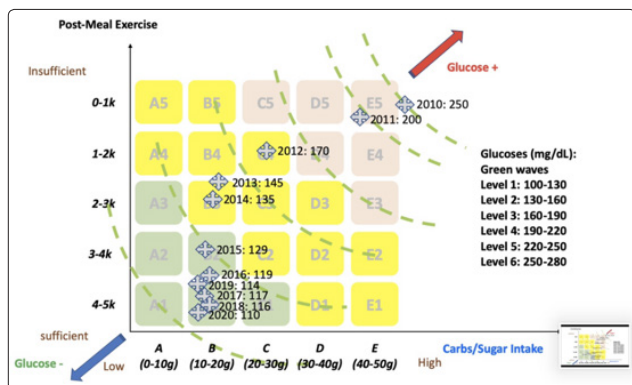 Post-Meal Exercise
Insufficient
Glucose +
0-1k
A5 B5 C5 D5 E5
2010: 250
2011: 200
1-2k
A4 B4 E4
2012: 170
Glucoses (mg/dL):
Green waves
Level 1: 100-130
Level 2: 130-160
Level 3: 160-190
Level 4: 190-220
Level 5: 220-250
Level 6: 250-280
2013: 145
2-3k
A3 D3 E3
2014: 135
3-4k
A2 C2 D2 E2
2015: 129
2016: 119
2019: 114
4-5k
A1 D1 E1
2017: 117
2018: 116
2020: 110
sufficient
Glucose -
Low
A B C D E
(0-10g) (10-20g) (20-30g) (30-40g) (40-50g)
High
Carbs/Sugar Intake